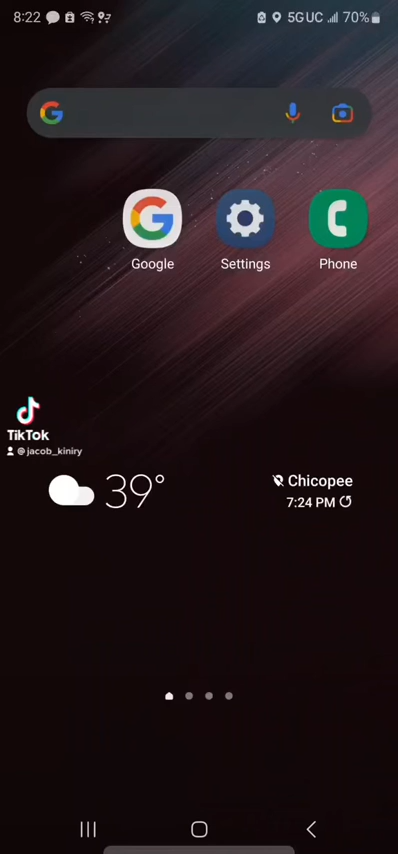 8:22
5G UC 70%
Google Settings Phone
TikTok
@jacob_kiniry
39° Chicopee
7:24 PM